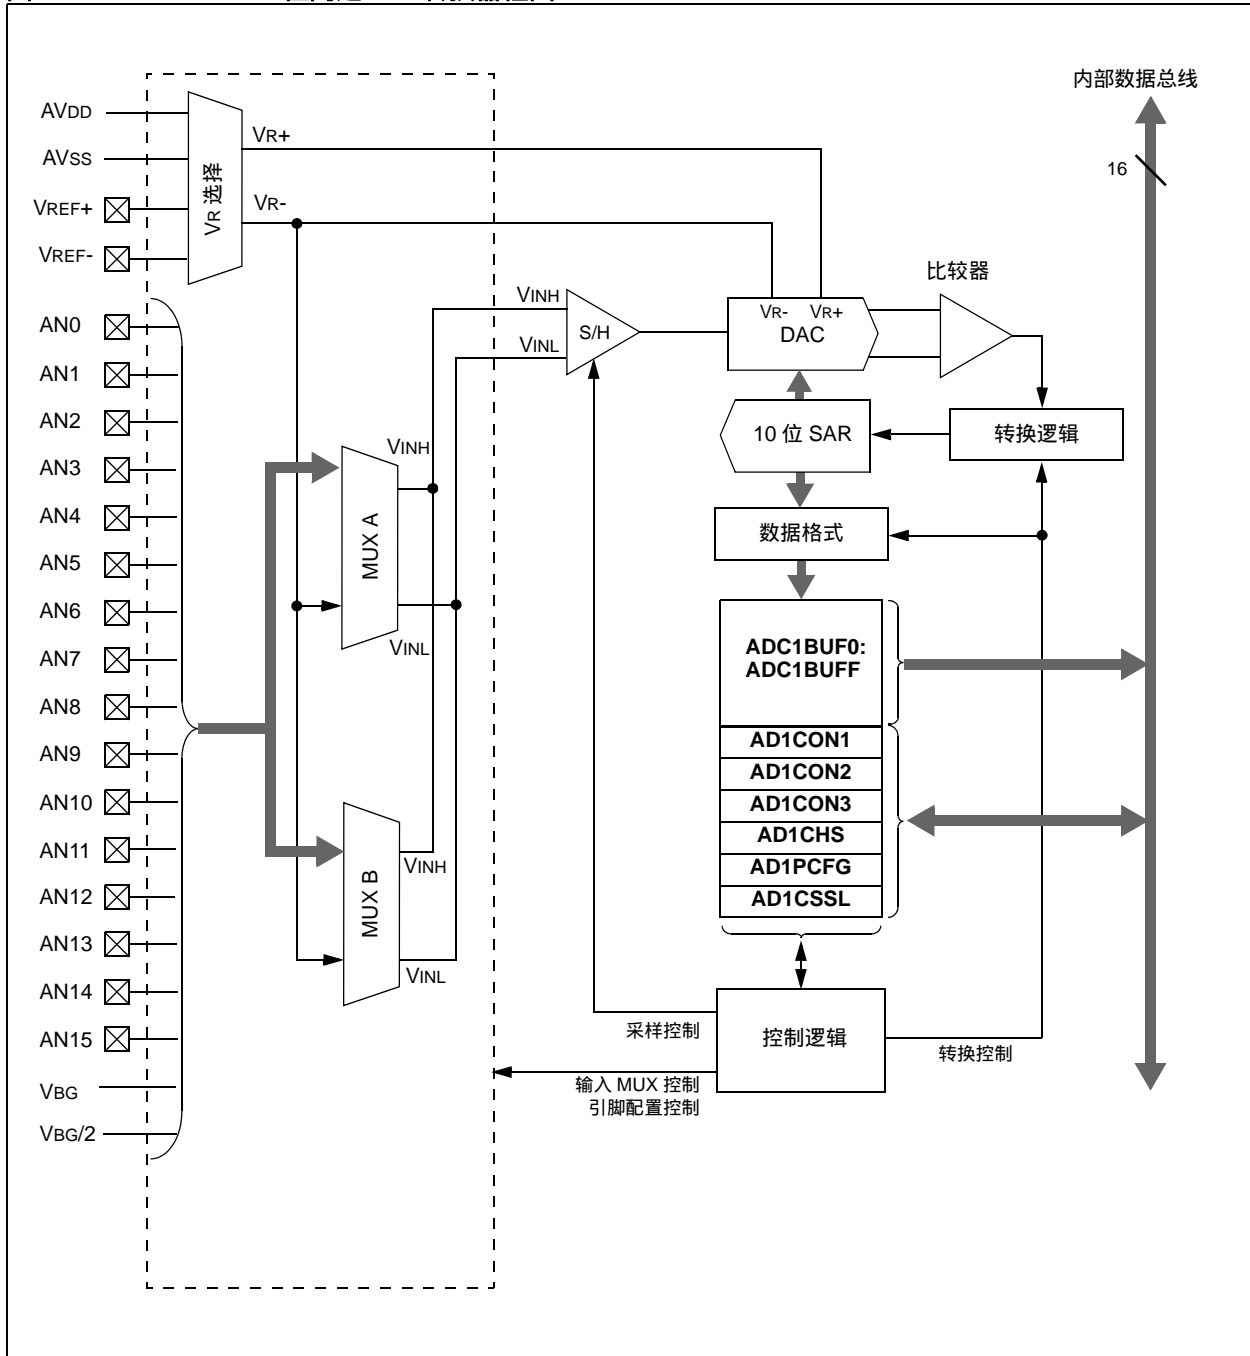 内部数据总线
16
AVDD
AVSS
VREF+
VREF-
VR 选择
VR+
VR-
AN0
AN1
AN2
AN3
AN4
AN5
AN6
AN7
AN8
AN9
AN10
AN11
AN12
AN13
AN14
AN15
VBG
VBG/2
VINH
MUX A
VINL
VINH
MUX B
VINL
VINH
VINL
S/H
VR- VR+
DAC
比较器
10 位 SAR
转换逻辑
数据格式
ADC1BUF0:
ADC1BUFF
AD1CON1
AD1CON2
AD1CON3
AD1CHS
AD1PCFG
AD1CSSL
采样控制
控制逻辑
转换控制
输入 MUX 控制
引脚配置控制